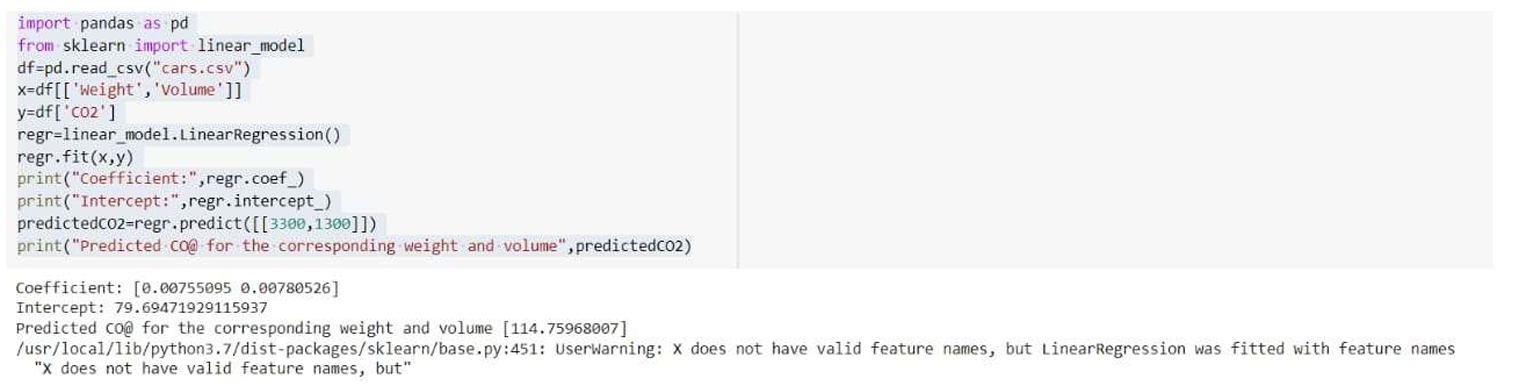 import pandas as pd
from sklearn import linear_model
df=pd.read_csv("cars.csv")
x=df[['Weight','Volume']]
y=df['CO2']
regr=linear_model.LinearRegression()
regr.fit(x,y)
print("Coefficient:",regr.coef_)
print("Intercept:",regr.intercept_)
predictedCO2=regr.predict([[3300,1300]])
print("Predicted CO@ for the corresponding weight and volume",predictedCO2)
Coefficient: [0.00755095 0.00780526]
Intercept: 79.69471929115937
Predicted CO@ for the corresponding weight and volume [114.75968007]
/usr/local/lib/python3.7/dist-packages/sklearn/base.py:451: UserWarning: X does not have valid feature names, but LinearRegression was fitted with feature names
"X does not have valid feature names, but"